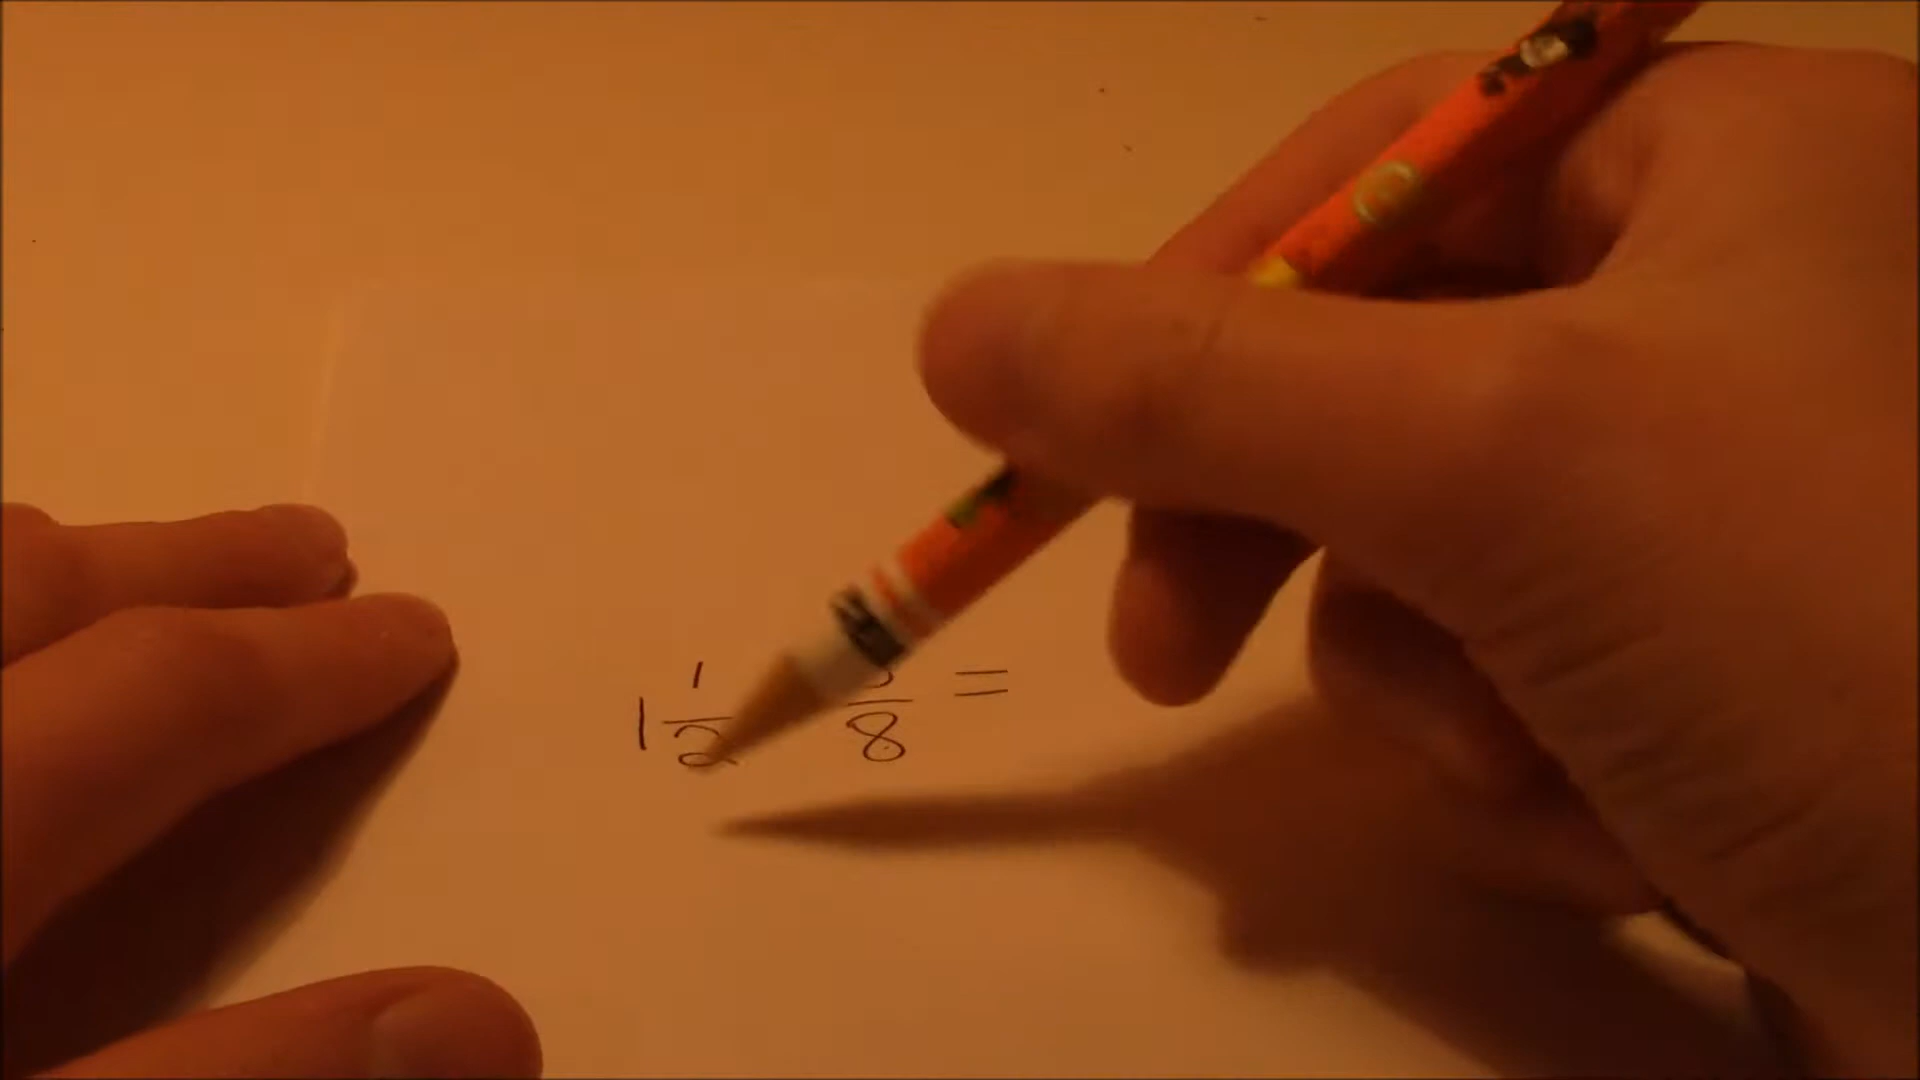 1 1/2 /8 =